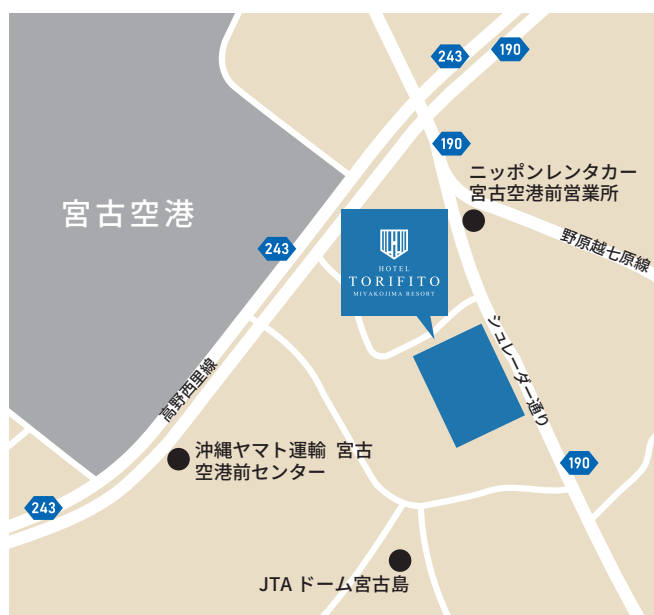 243
190
190
ニッポンレンタカー
宮古空港前営業所
宮古空港
野原越七原線
243
HOTEL
TORIFITO
MIYAKOJIMA RESORT
シュレーダー通り
高野西里線
沖縄ヤマト運輸 宮古
空港前センター
190
243
JTA ドーム宮古島